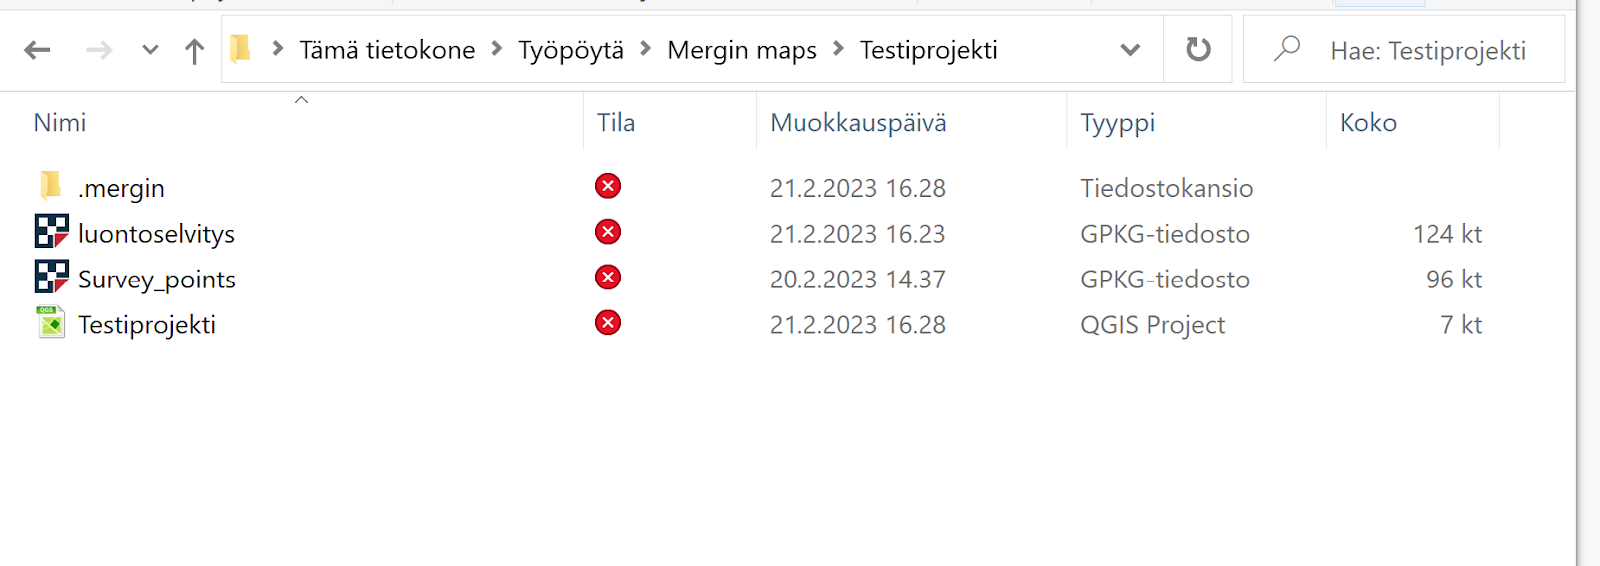 Tämä tietokone Työpöytä Mergin maps Testiprojekti Hae: Testiprojekti
Nimi Tila Muokkauspäivä Tyyppi Koko
.mergin 21.2.2023 16.28 Tiedostokansio
luontoselvitys 21.2.2023 16.23 GPKG-tiedosto 124 kt
Survey_points 20.2.2023 14.37 GPKG-tiedosto 96 kt
QGS Testiprojekti 21.2.2023 16.28 QGIS Project 7 kt